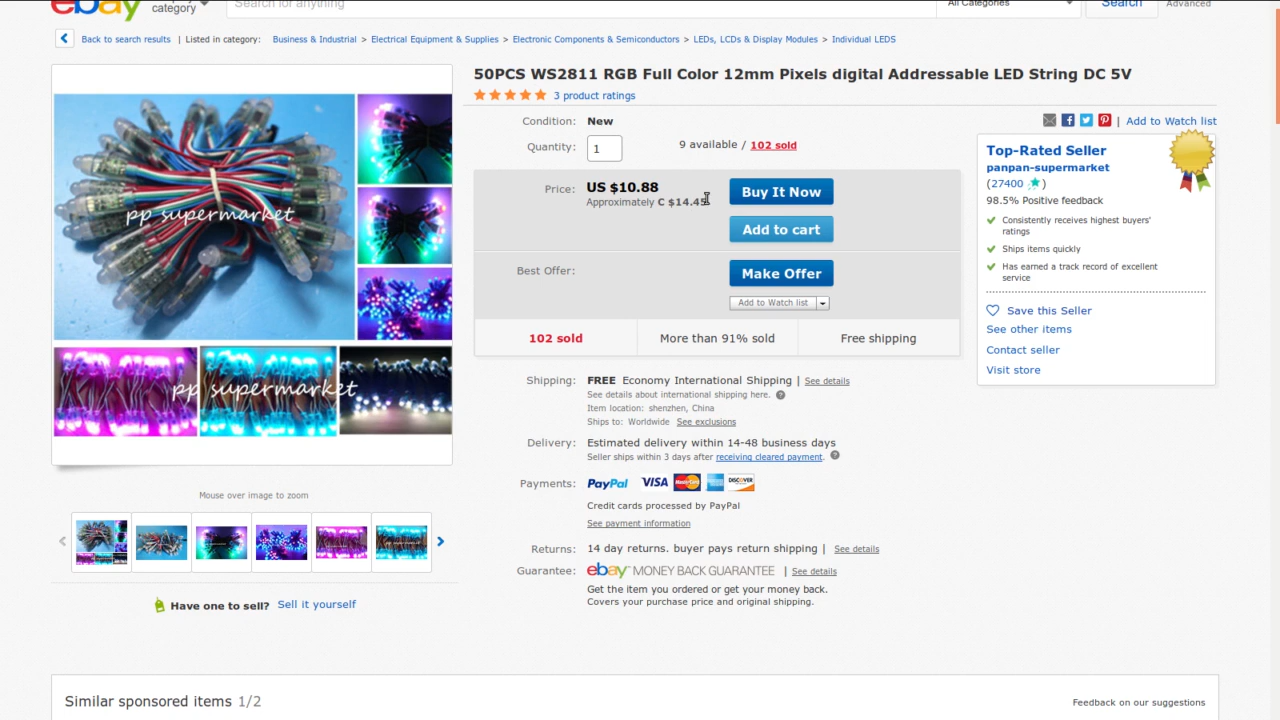 ebay
category
Search for anything
All Categories
Search
Advanced
Back to search results | Listed in category: Business & Industrial > Electrical Equipment & Supplies > Electronic Components & Semiconductors > LEDs, LCDs & Display Modules > Individual LEDS
50PCS WS2811 RGB Full Color 12mm Pixels digital Addressable LED String DC 5V
3 product ratings
Condition: New
| Add to Watch list
Quantity: 1
9 available / 102 sold
Price: US $10.88
Approximately C $14.45
Buy It Now
Add to cart
Best Offer:
Make Offer
Add to Watch list
102 sold
More than 91% sold
Free shipping
Top-Rated Seller
panpan-supermarket
(27400 )
98.5% Positive feedback
Consistently receives highest buyers'
ratings
Ships items quickly
Has earned a track record of excellent
service
Save this Seller
See other items
Contact seller
Visit store
pp supermarket
pp supermarket
Shipping: FREE Economy International Shipping | See details
See details about international shipping here. ?
Item location: shenzhen, China
Ships to: Worldwide See exclusions
Delivery: Estimated delivery within 14-48 business days
Seller ships within 3 days after receiving cleared payment. ?
Payments: PayPal VISA MasterCard DISCOVER
Credit cards processed by PayPal
See payment information
Returns: 14 day returns. buyer pays return shipping | See details
Guarantee: ebay MONEY BACK GUARANTEE | See details
Get the item you ordered or get your money back.
Covers your purchase price and original shipping.
Mouse over image to zoom
Have one to sell? Sell it yourself
Similar sponsored items 1/2
Feedback on our suggestions